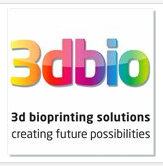 3dbio
3d bioprinting solutions
creating future possibilities